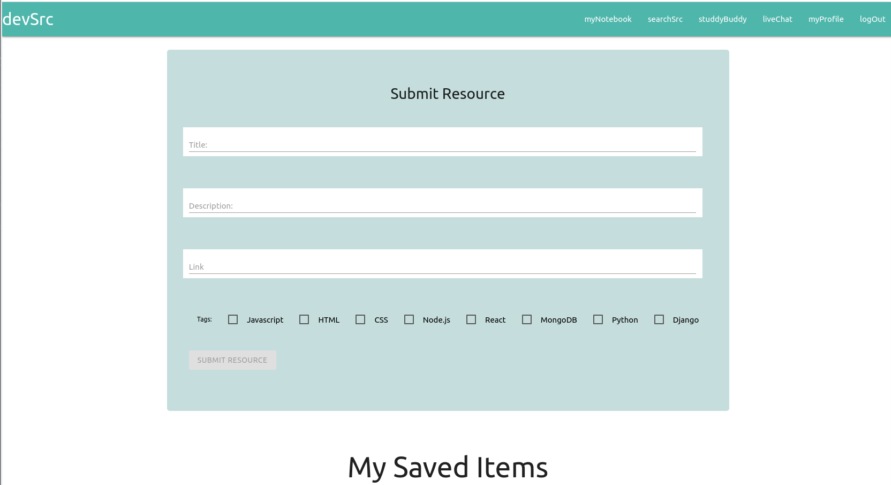 devSrc myNotebook searchSrc studdyBuddy liveChat myProfile logOut
Submit Resource
Title:
Description:
Link
Tags: Javascript HTML CSS Node.js React MongoDB Python Django
SUBMIT RESOURCE
My Saved Items